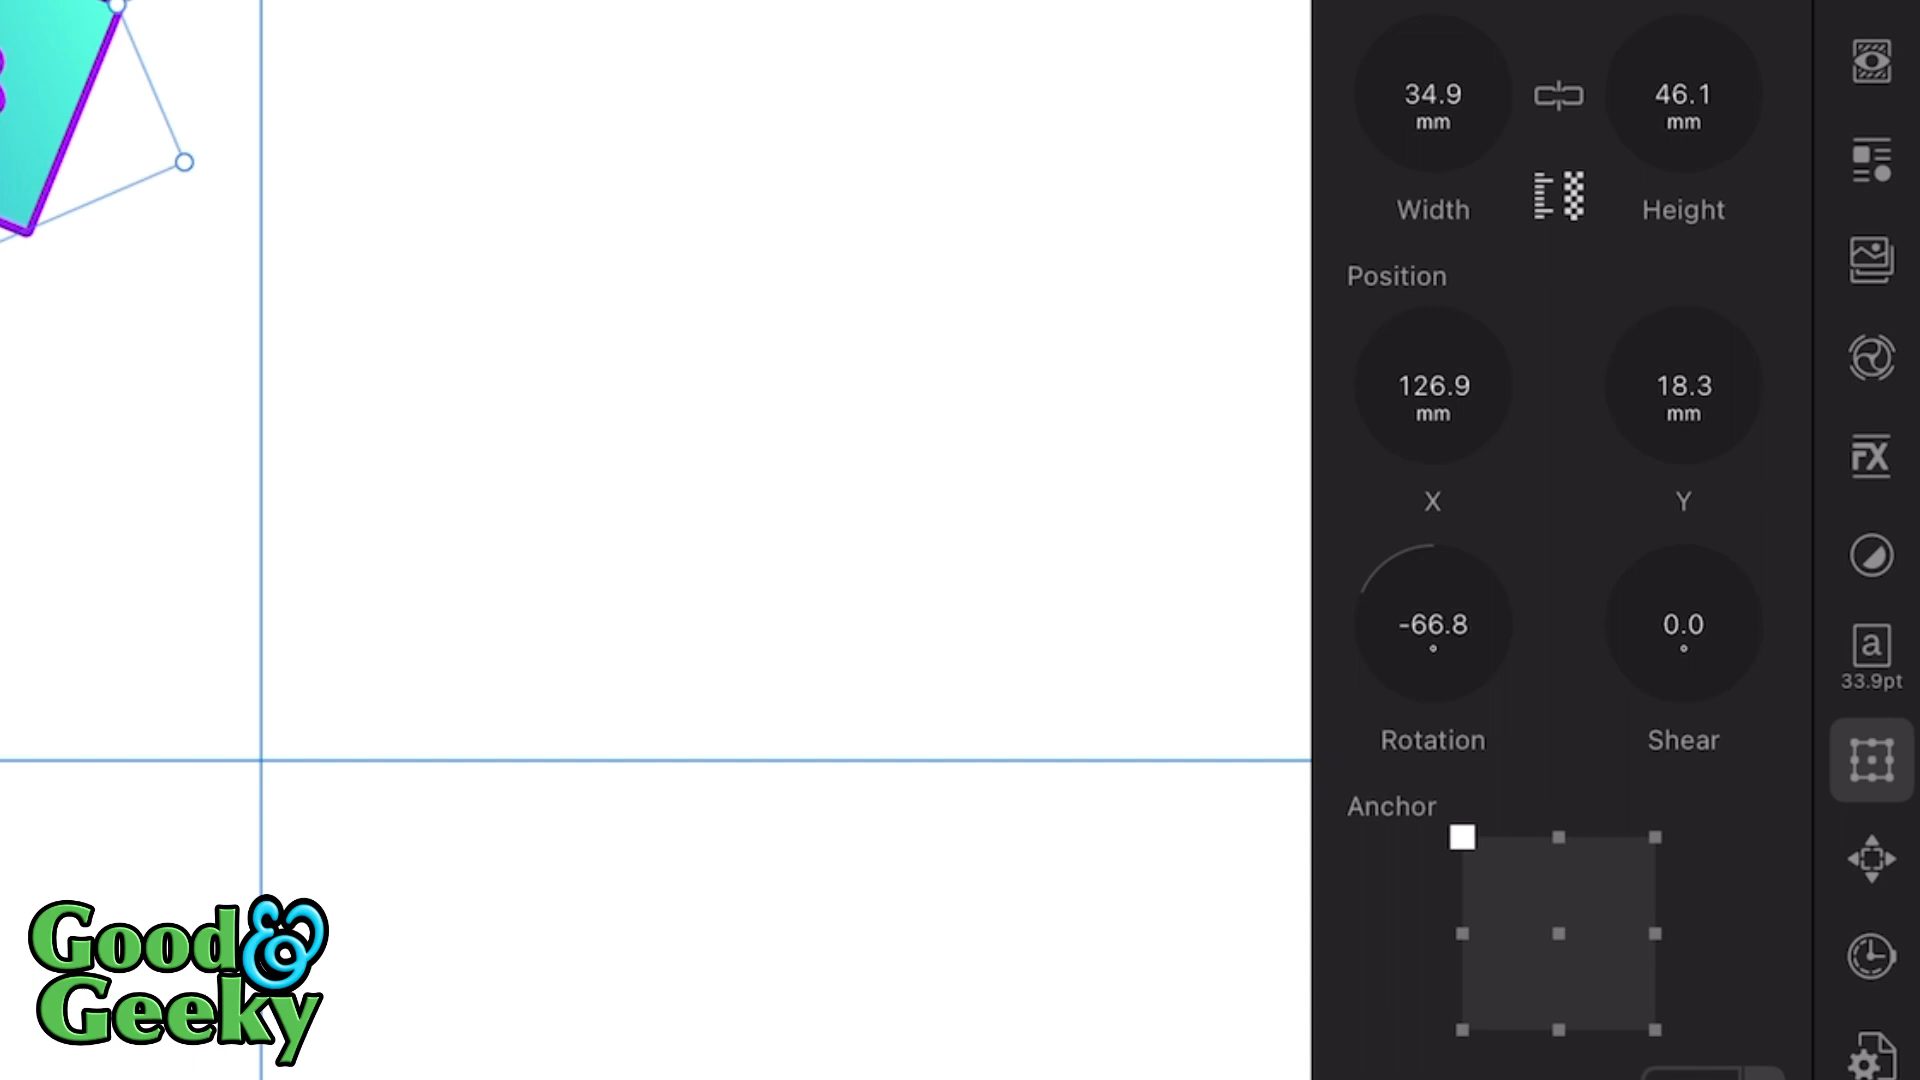 34.9
mm
46.1
mm
Width
Height
Position
126.9
mm
18.3
mm
X
Y
FX
-66.8
°
0.0
°
a
33.9pt
Rotation
Shear
Anchor
Good &
Geeky